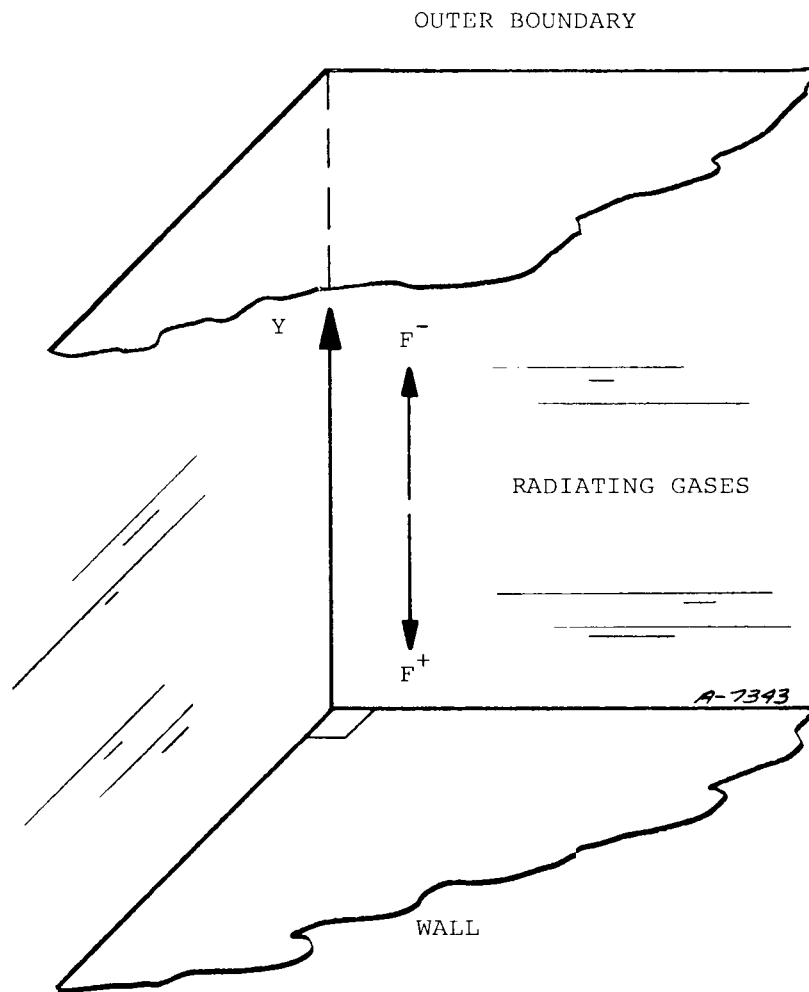 OUTER BOUNDARY
Y
F⁻
RADIATING GASES
F⁺
A-7343
WALL